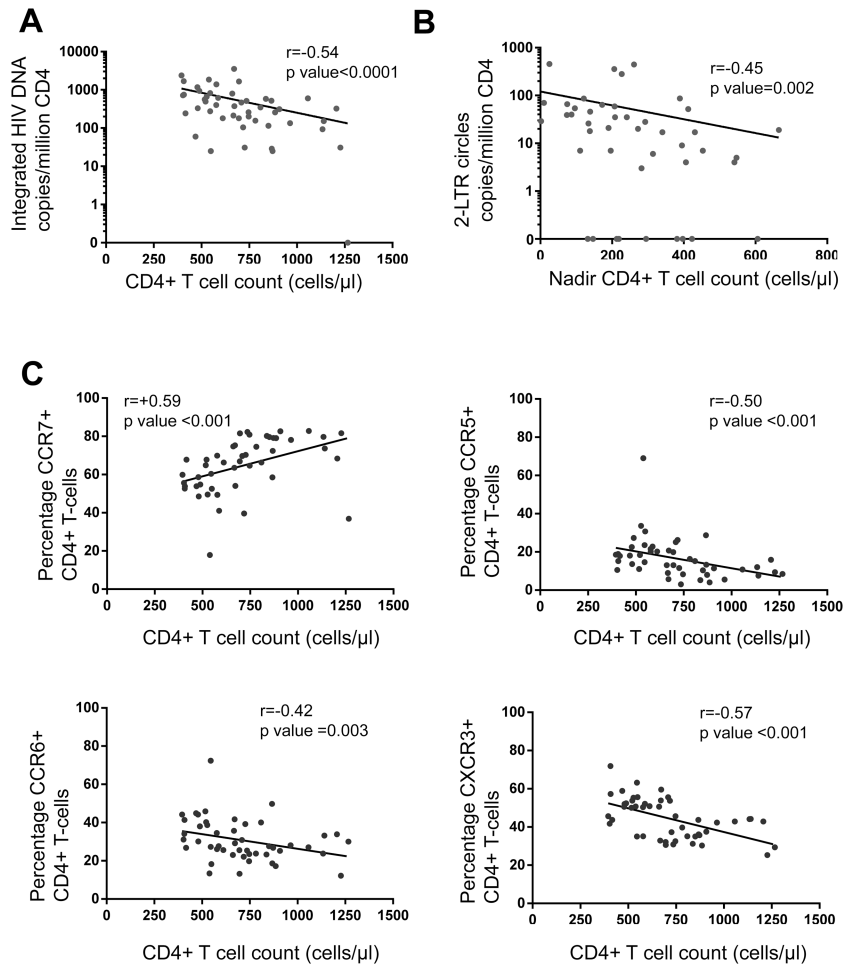 A
Integrated HIV DNA
copies/million CD4
10000
1000
100
10
1
0
r=-0.54
p value<0.0001
0 250 500 750 1000 1250 1500
CD4+ T cell count (cells/µl)
B
2-LTR circles
copies/million CD4
1000
100
10
1
0
r=-0.45
p value=0.002
0 200 400 600 800
Nadir CD4+ T cell count (cells/µl)
C
Percentage CCR7+
CD4+ T-cells
100
80
60
40
20
0
r=+0.59
p value <0.001
0 250 500 750 1000 1250 1500
CD4+ T cell count (cells/µl)
Percentage CCR5+
CD4+ T-cells
100
80
60
40
20
0
r=-0.50
p value <0.001
0 250 500 750 1000 1250 1500
CD4+ T cell count (cells/µl)
Percentage CCR6+
CD4+ T-cells
100
80
60
40
20
0
r=-0.42
p value =0.003
0 250 500 750 1000 1250 1500
CD4+ T cell count (cells/µl)
Percentage CXCR3+
CD4+ T-cells
100
80
60
40
20
0
r=-0.57
p value <0.001
0 250 500 750 1000 1250 1500
CD4+ T cell count (cells/µl)